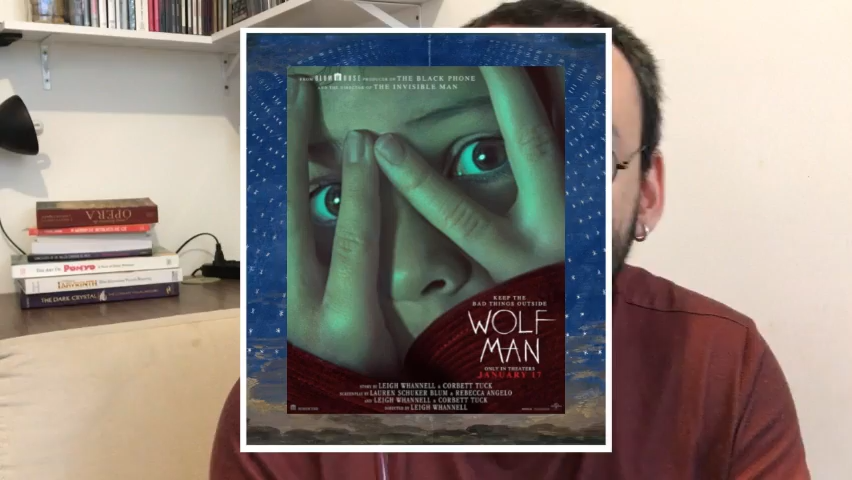 FROM BLUMHOUSE PRODUCER OF THE BLACK PHONE
AND THE DIRECTOR OF THE INVISIBLE MAN
KEEP THE
BAD THINGS OUTSIDE
WOLF
MAN
ONLY IN THEATERS
JANUARY 17
STORY BY LEIGH WHANNELL & CORBETT TUCK
SCREENPLAY BY LAUREN SCHUKER BLUM & REBECCA ANGELO
AND LEIGH WHANNELL & CORBETT TUCK
DIRECTED BY LEIGH WHANNELL
OPERA
PONYO
LABYRINTH
THE DARK CRYSTAL